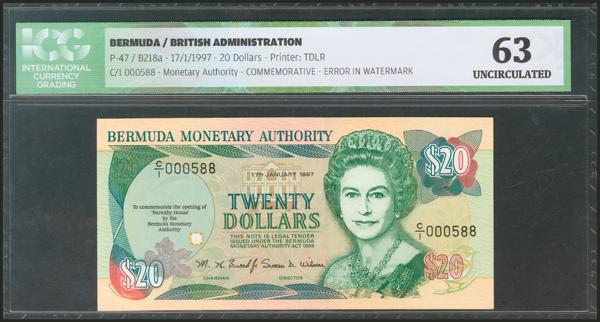 ICG
INTERNATIONAL
CURRENCY
GRADING
BERMUDA / BRITISH ADMINISTRATION
P-47 / B218a - 17/1/1997 - 20 Dollars - Printer: TDLR
C/1 000588 - Monetary Authority - COMMEMORATIVE - ERROR IN WATERMARK
63
UNCIRCULATED
BERMUDA MONETARY AUTHORITY
$20
$20
C/1 000588
17th JANUARY 1997
To commemorate the opening of
'Barnaby House'
by the
Bermuda Monetary
Authority
TWENTY
DOLLARS
THIS NOTE IS LEGAL TENDER
ISSUED UNDER THE BERMUDA
MONETARY AUTHORITY ACT 1969
C/1 000588
$20
CHAIRMAN
DIRECTOR
$20